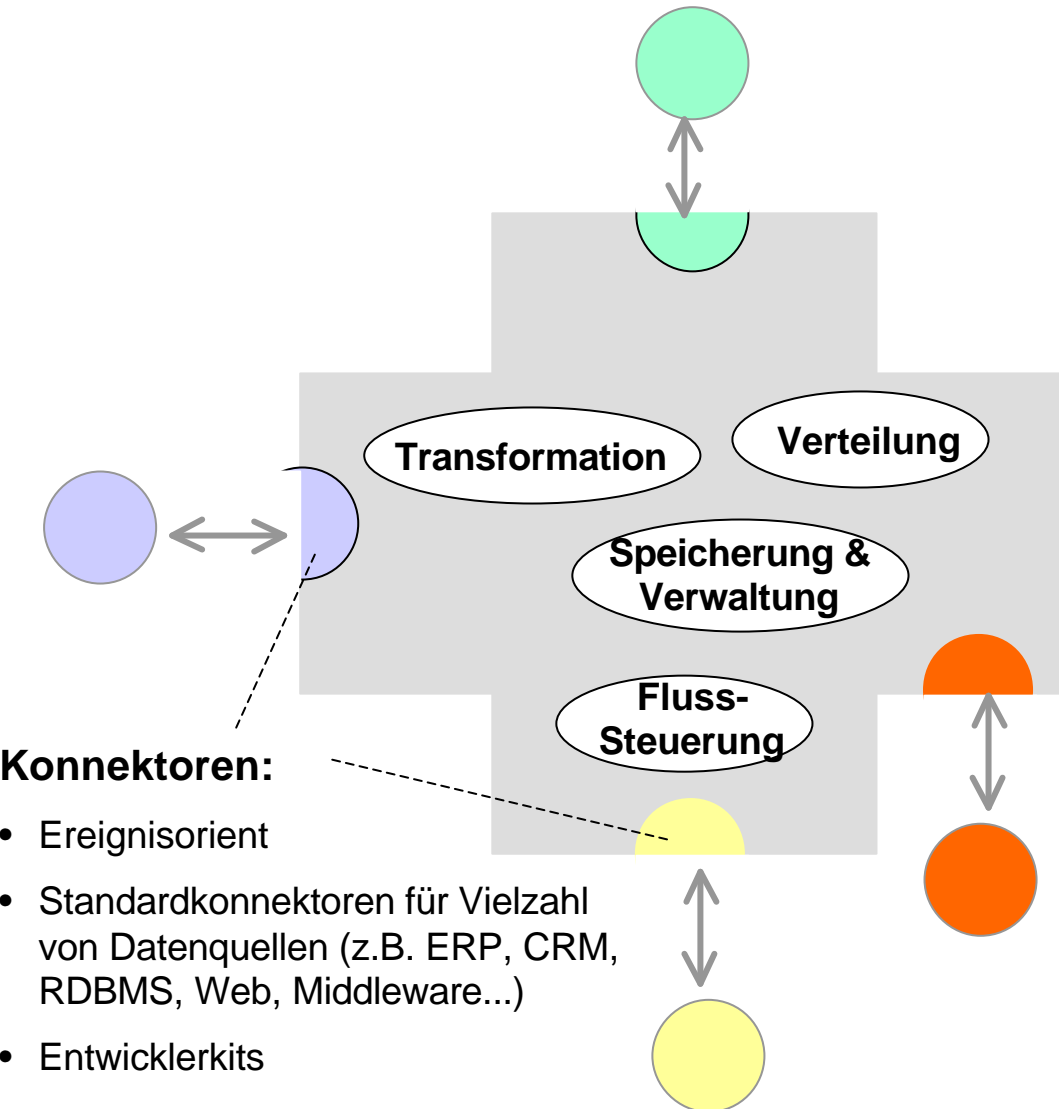 Transformation
Verteilung
Speicherung &
Verwaltung
Fluss-
Steuerung
Konnektoren:
• Ereignisorient
• Standardkonnektoren für Vielzahl
von Datenquellen (z.B. ERP, CRM,
RDBMS, Web, Middleware...)
• Entwicklerkits